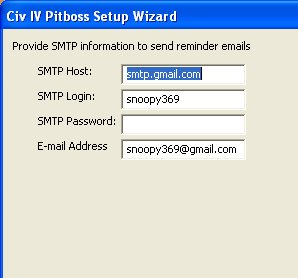 Civ IV Pitboss Setup Wizard
Provide SMTP information to send reminder emails
SMTP Host: smtp.gmail.com
SMTP Login: snoopy369
SMTP Password:
E-mail Address snoopy369@gmail.com